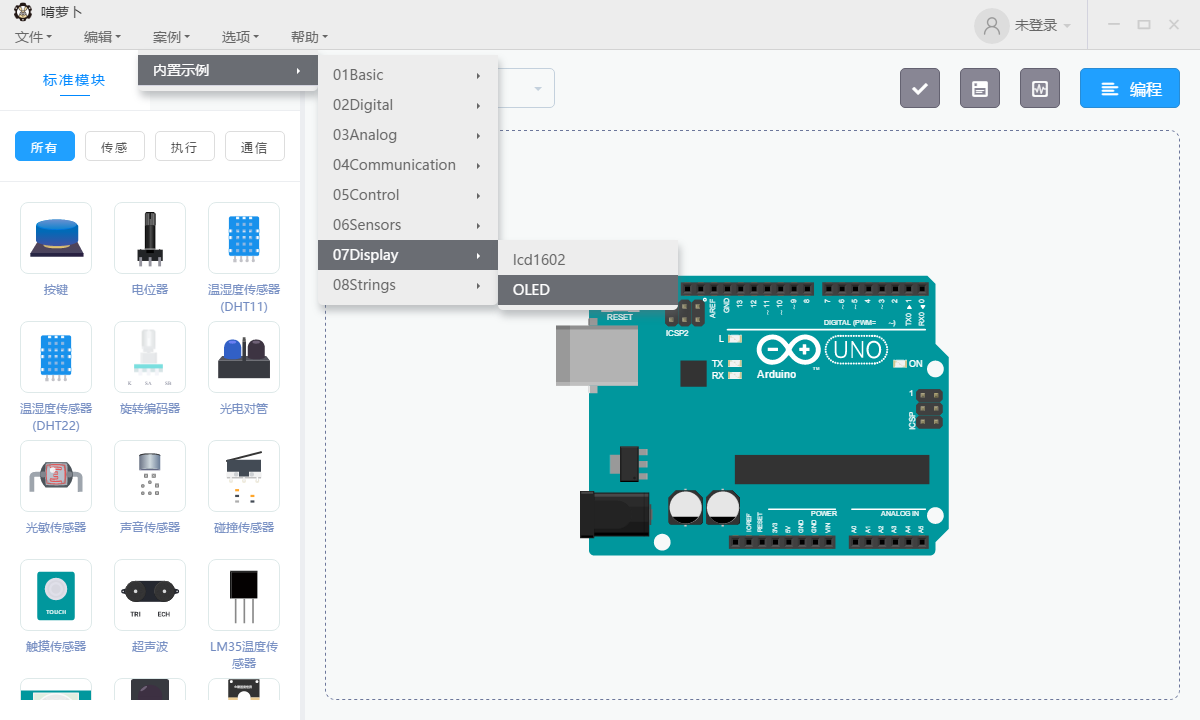 啃萝卜
文件
编辑
案例
选项
帮助
未登录
标准模块
内置示例
01Basic
02Digital
03Analog
04Communication
05Control
06Sensors
07Display
08Strings
lcd1602
OLED
编程
所有
传感
执行
通信
按键
电位器
温湿度传感器
(DHT11)
温湿度传感器
(DHT22)
旋转编码器
光电对管
光敏传感器
声音传感器
碰撞传感器
TOUCH
TRI
ECH
触摸传感器
超声波
LM35温度传
感器
RESET
ICSP2
AREF
GND
13
12
~11
~10
~9
8
7
~6
~5
4
~3
2
TX0 ▶1
RX0 ◀0
DIGITAL (PWM= ~)
L
TX
RX
Arduino
UNO
TM
ON
1
ICSP
IOREF
RESET
3V3
5V
GND
GND
VIN
POWER
ANALOG IN
A0
A1
A2
A3
A4
A5